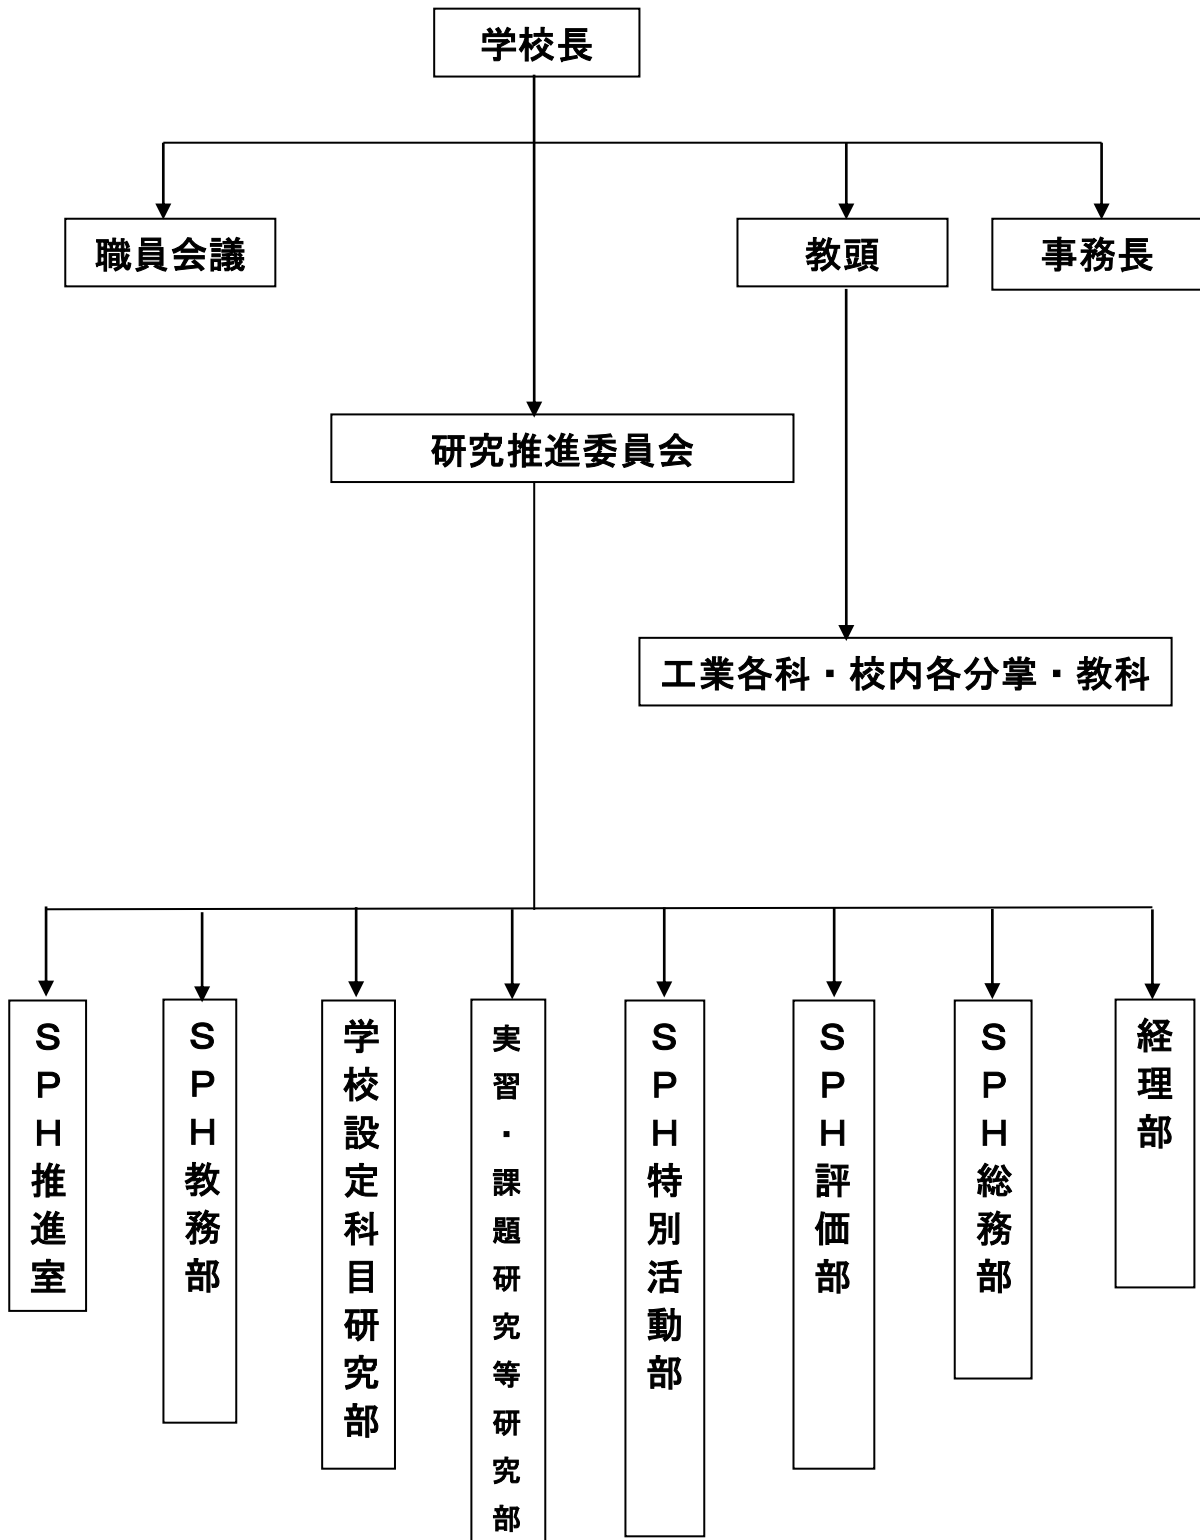 学校長
職員会議
教頭
事務長
研究推進委員会
工業各科・校内各分掌・教科
ＳＰＨ推進室
ＳＰＨ教務部
学校設定科目研究部
実習・課題研究等研究部
ＳＰＨ特別活動部
ＳＰＨ評価部
ＳＰＨ総務部
経理部